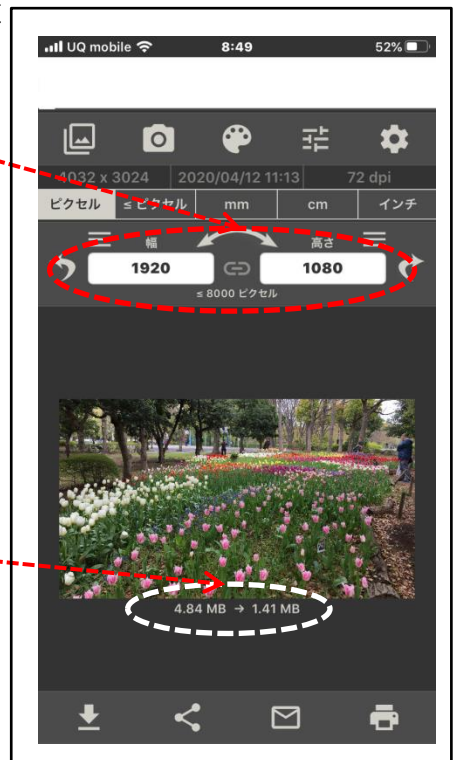 UQ mobile 8:49 52%
4032 x 3024 2020/04/12 11:13 72 dpi
ピクセル ≤ピクセル mm cm インチ
幅 高さ
1920 1080
≤ 8000 ピクセル
4.84 MB → 1.41 MB